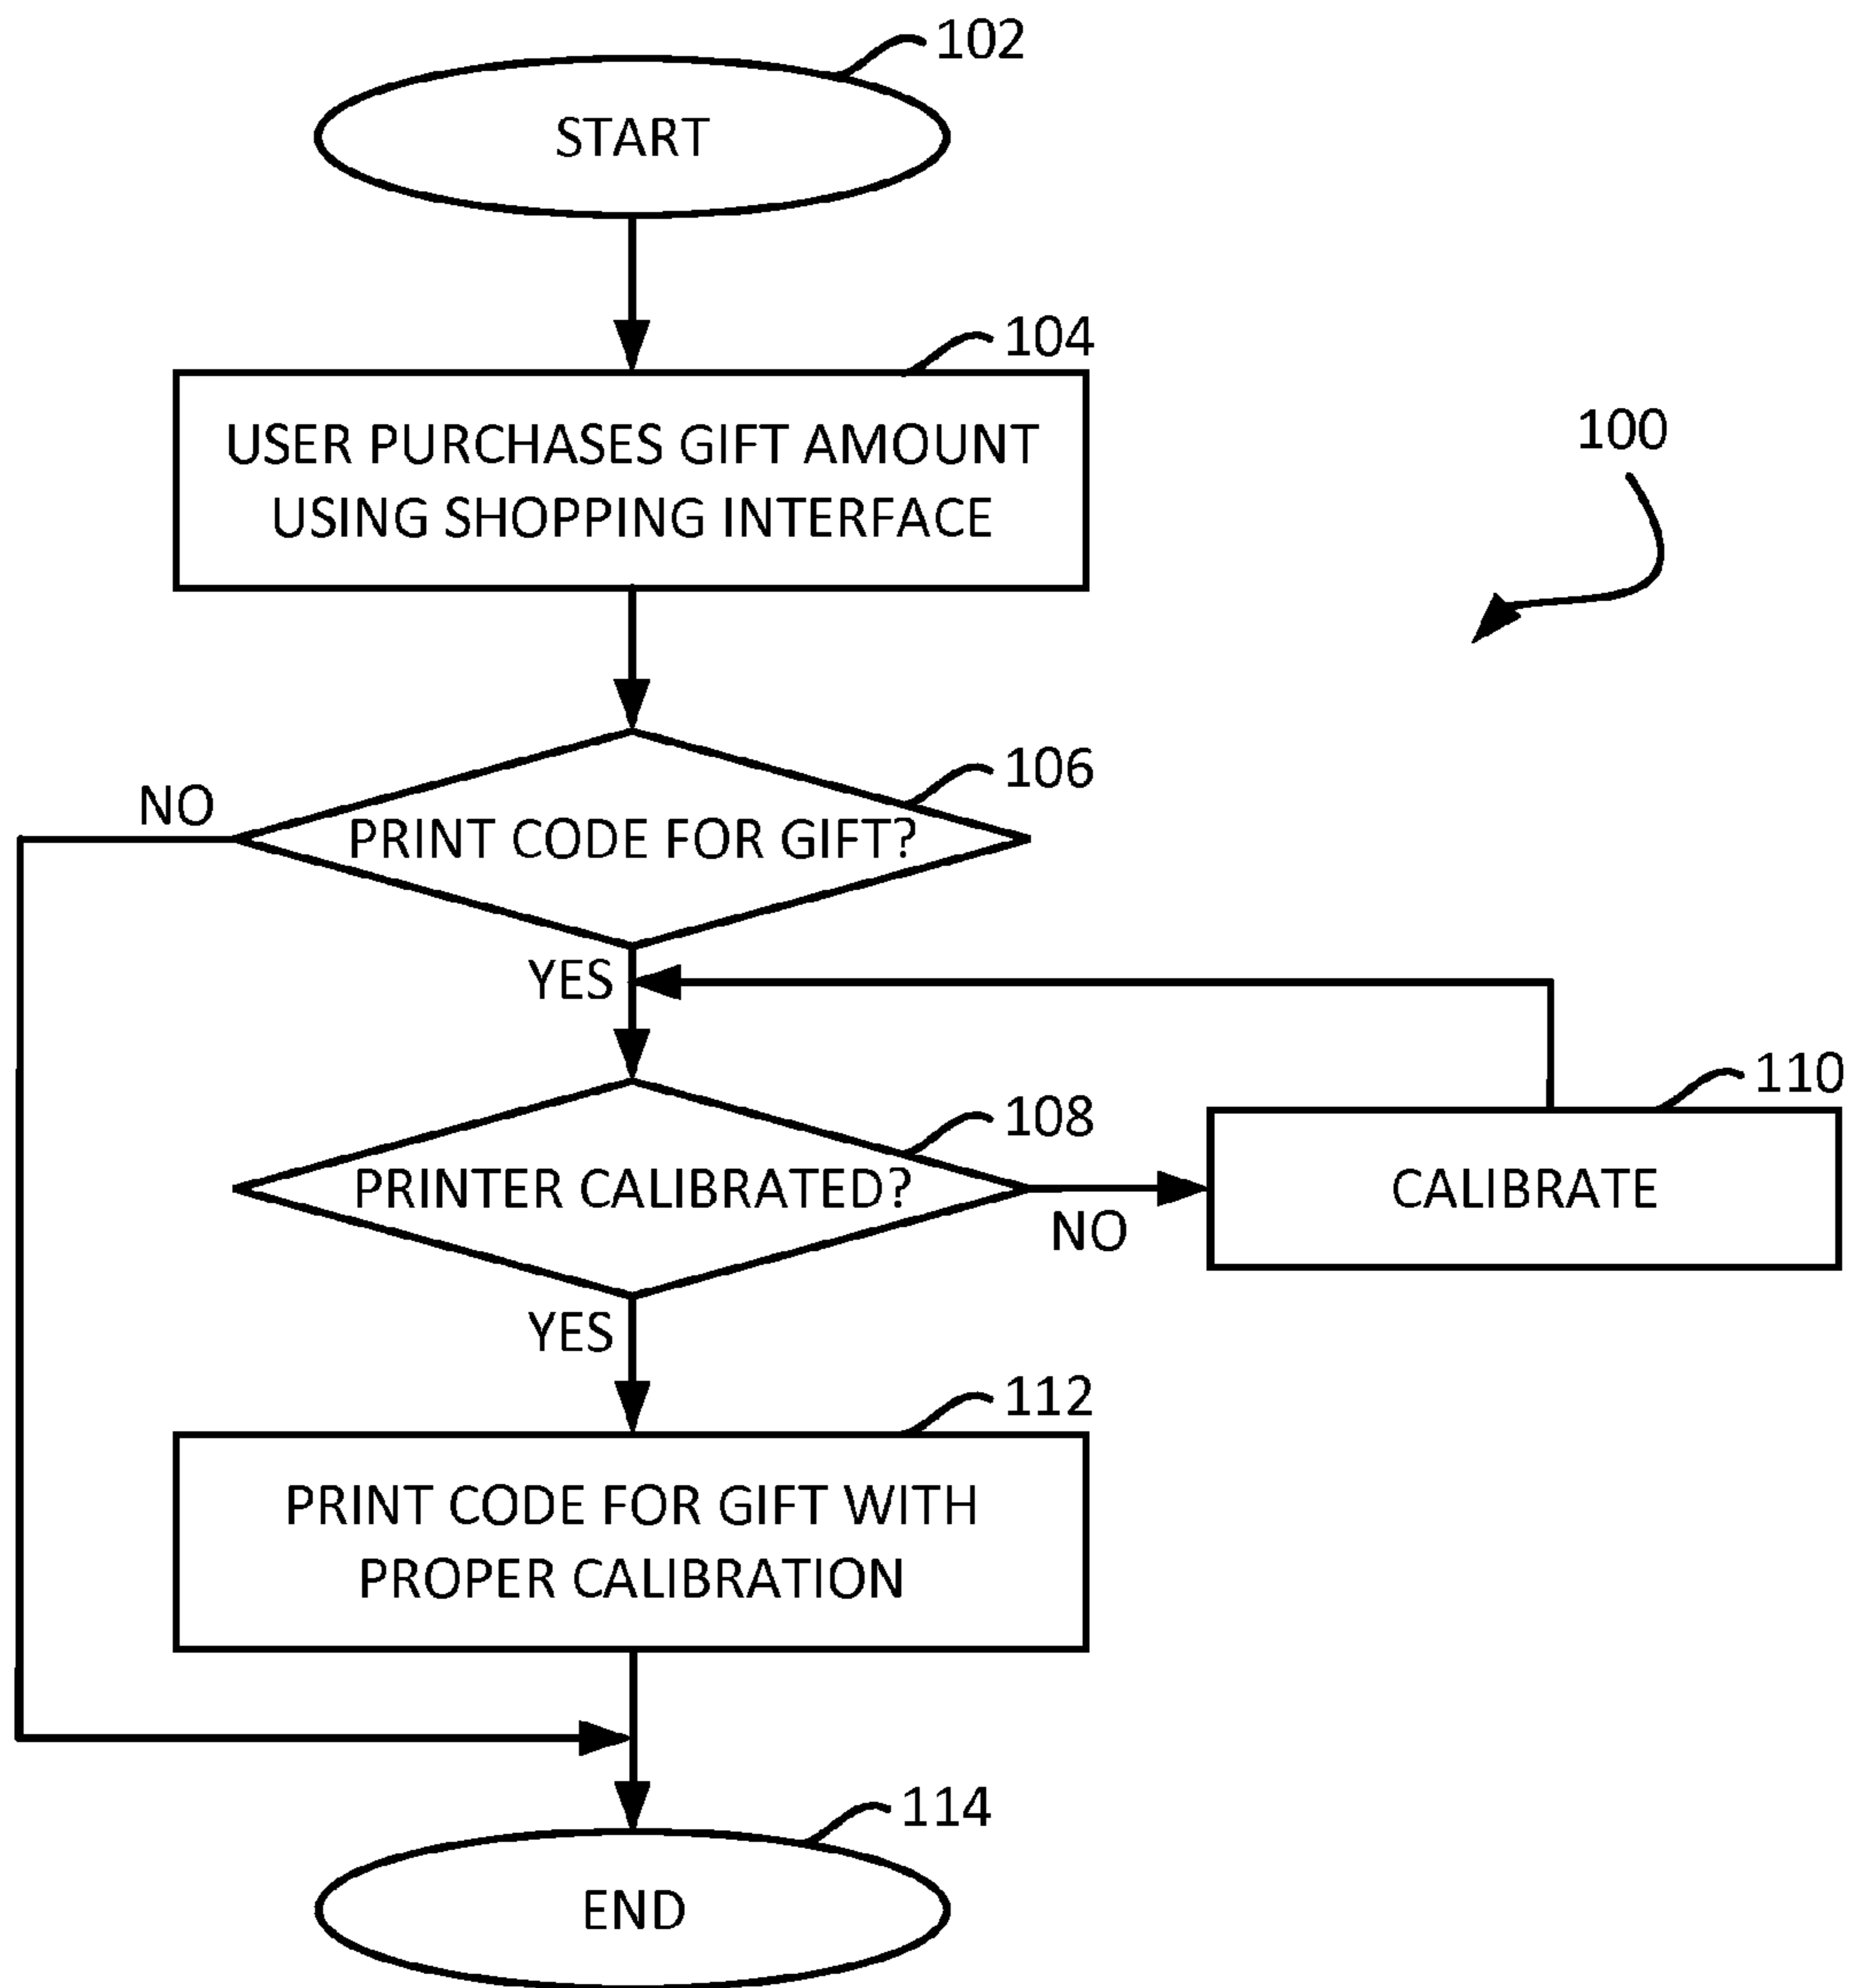 102
START
104
USER PURCHASES GIFT AMOUNT
USING SHOPPING INTERFACE
100
106
NO
PRINT CODE FOR GIFT?
YES
108
110
PRINTER CALIBRATED?
CALIBRATE
NO
YES
112
PRINT CODE FOR GIFT WITH
PROPER CALIBRATION
114
END